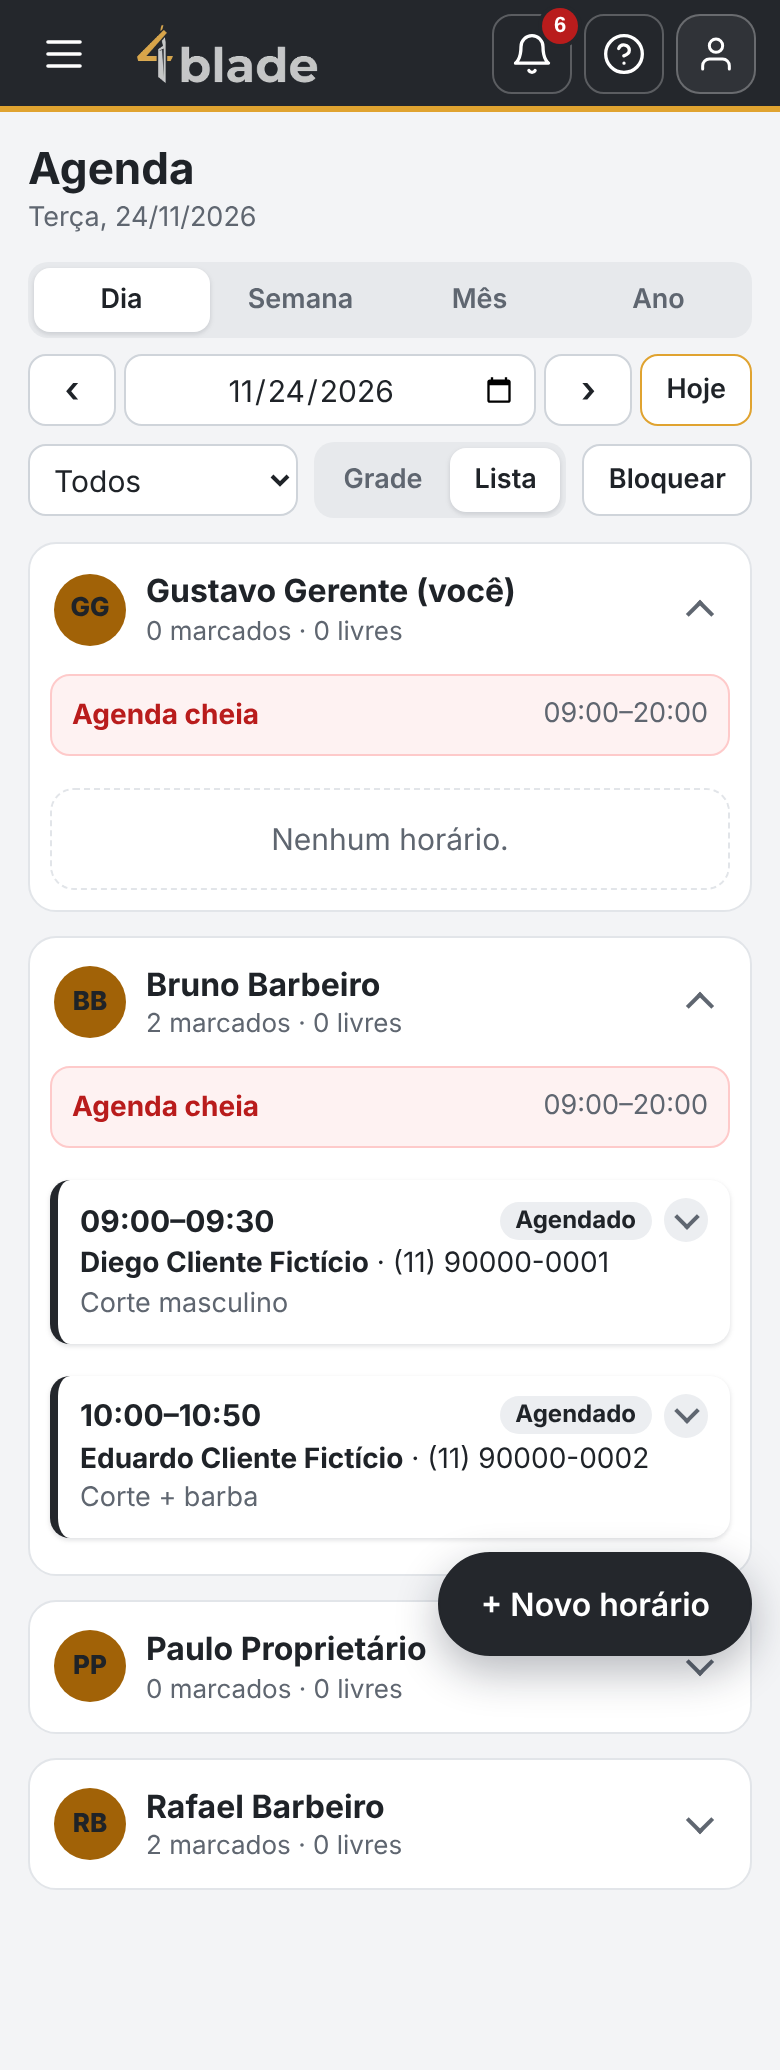 4blade
6
Agenda
Terça, 24/11/2026
Dia Semana Mês Ano
‹ 11/24/2026 › Hoje
Todos Grade Lista Bloquear
GG Gustavo Gerente (você)
0 marcados · 0 livres
Agenda cheia 09:00–20:00
Nenhum horário.
BB Bruno Barbeiro
2 marcados · 0 livres
Agenda cheia 09:00–20:00
09:00–09:30 Agendado
Diego Cliente Fictício · (11) 90000-0001
Corte masculino
10:00–10:50 Agendado
Eduardo Cliente Fictício · (11) 90000-0002
Corte + barba
+ Novo horário
PP Paulo Proprietário
0 marcados · 0 livres
RB Rafael Barbeiro
2 marcados · 0 livres